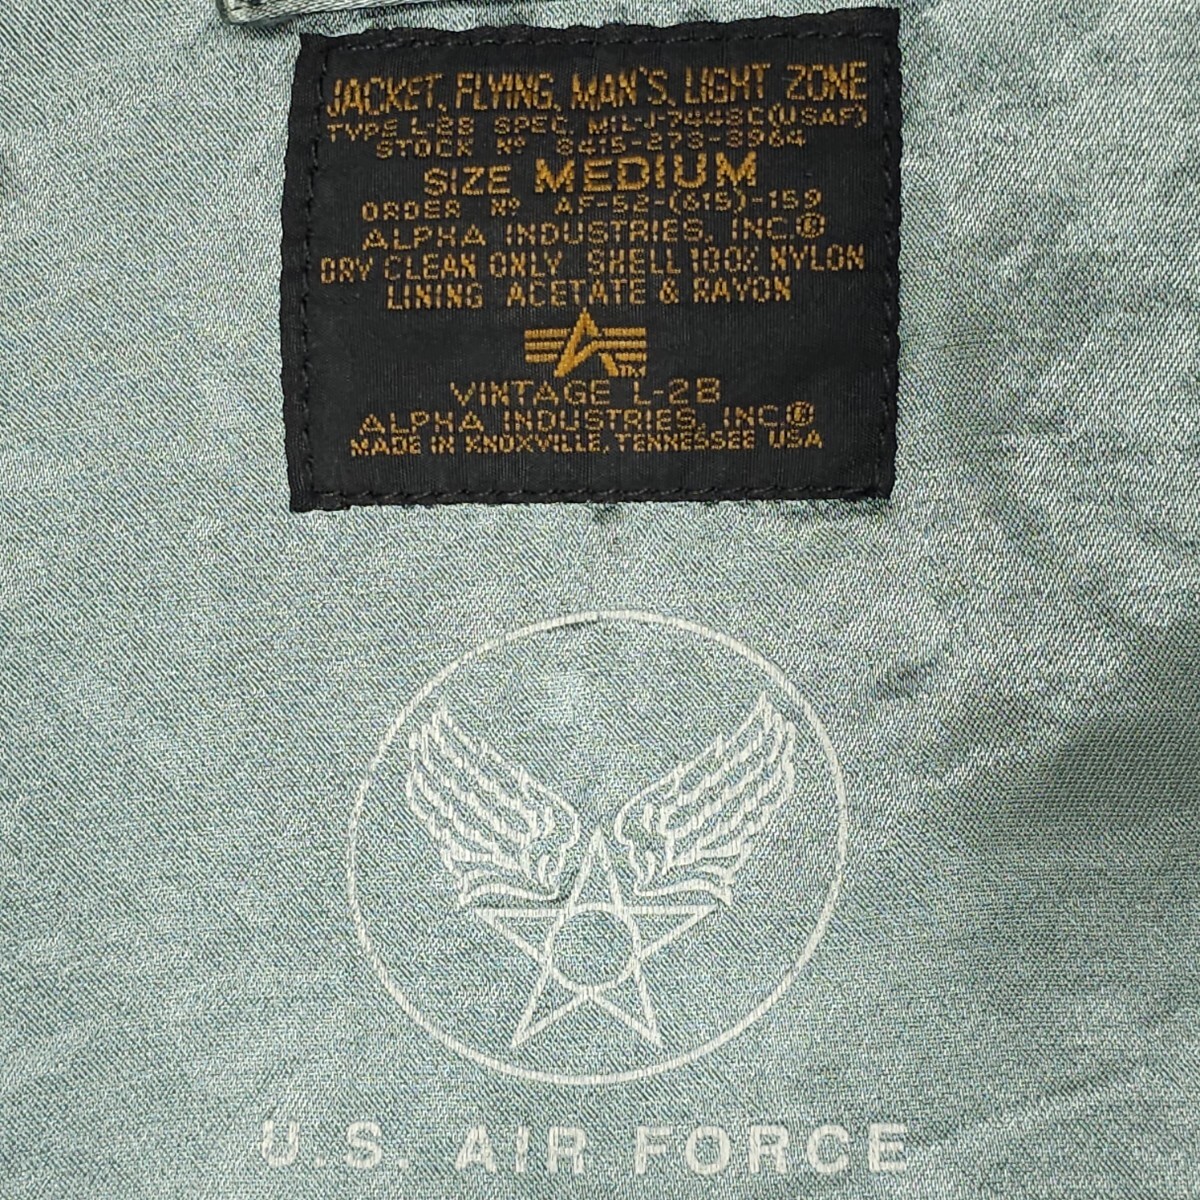 JACKET, FLYING, MAN'S, LIGHT ZONE
TYPE L-2B SPEC. MIL-J-7448C(USAF)
STOCK Nº 8415-273-3964
SIZE MEDIUM
ORDER Nº AF-52-(615)-159
ALPHA INDUSTRIES, INC.®
DRY CLEAN ONLY SHELL 100% NYLON
LINING ACETATE & RAYON
TM
VINTAGE L-2B
ALPHA INDUSTRIES, INC.®
MADE IN KNOXVILLE, TENNESSEE USA
U.S. AIR FORCE